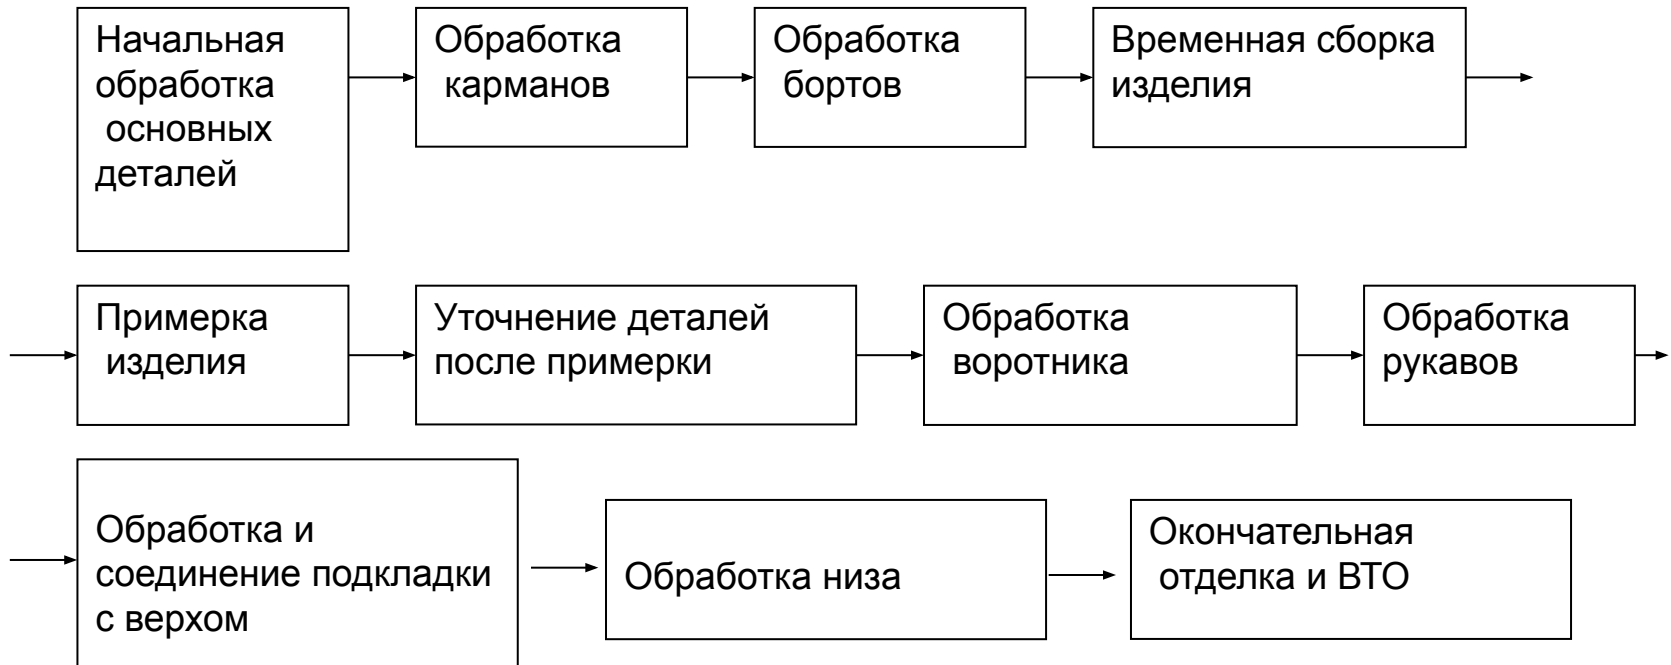 Начальная
обработка
основных
деталей
Обработка
карманов
Обработка
бортов
Временная сборка
изделия
Примерка
изделия
Уточнение деталей
после примерки
Обработка
воротника
Обработка
рукавов
Обработка и
соединение подкладки
с верхом
Обработка низа
Окончательная
отделка и ВТО